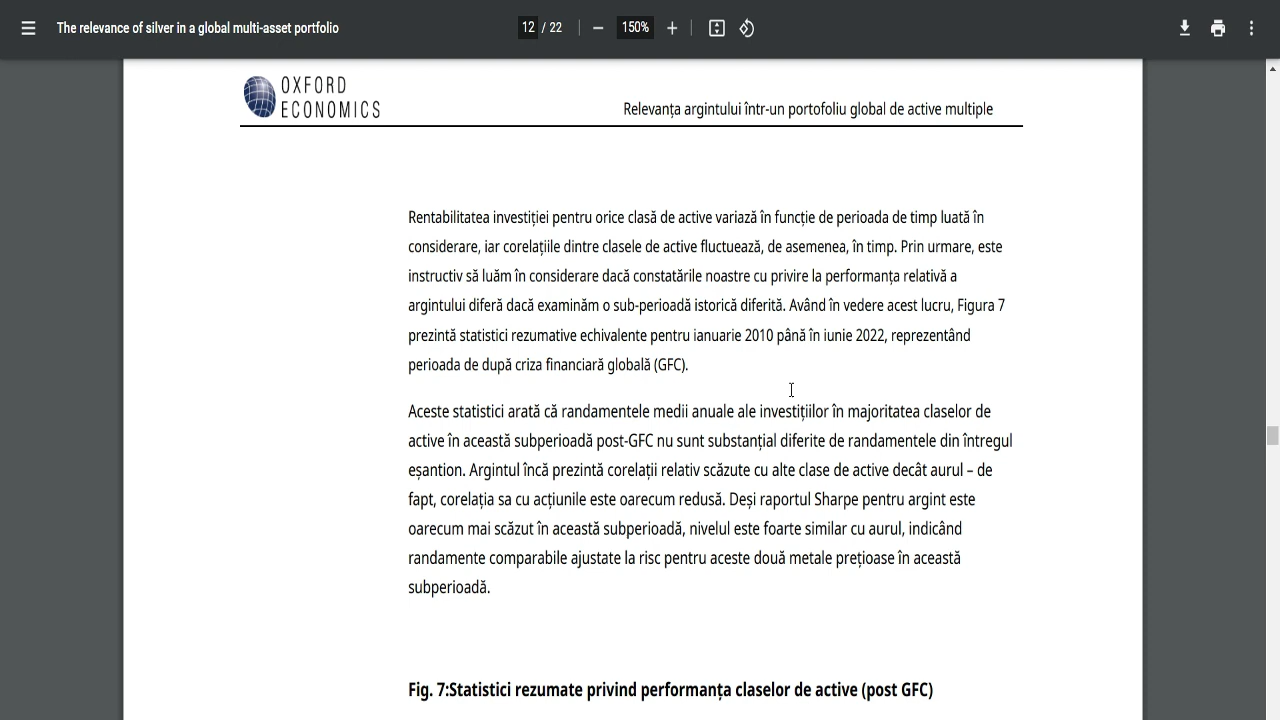 The relevance of silver in a global multi-asset portfolio
12 / 22
150%
OXFORD
ECONOMICS
Relevanța argintului într-un portofoliu global de active multiple
Rentabilitatea investiției pentru orice clasă de active variază în funcție de perioada de timp luată în
considerare, iar corelațiile dintre clasele de active fluctuează, de asemenea, în timp. Prin urmare, este
instructiv să luăm în considerare dacă constatările noastre cu privire la performanța relativă a
argintului diferă dacă examinăm o sub-perioadă istorică diferită. Având în vedere acest lucru, Figura 7
prezintă statistici rezumative echivalente pentru ianuarie 2010 până în iunie 2022, reprezentând
perioada de după criza financiară globală (GFC).
Aceste statistici arată că randamentele medii anuale ale investițiilor în majoritatea claselor de
active în această subperioadă post-GFC nu sunt substanțial diferite de randamentele din întregul
eșantion. Argintul încă prezintă corelații relativ scăzute cu alte clase de active decât aurul – de
fapt, corelația sa cu acțiunile este oarecum redusă. Deși raportul Sharpe pentru argint este
oarecum mai scăzut în această subperioadă, nivelul este foarte similar cu aurul, indicând
randamente comparabile ajustate la risc pentru aceste două metale prețioase în această
subperioadă.
Fig. 7:Statistici rezumate privind performanța claselor de active (post GFC)